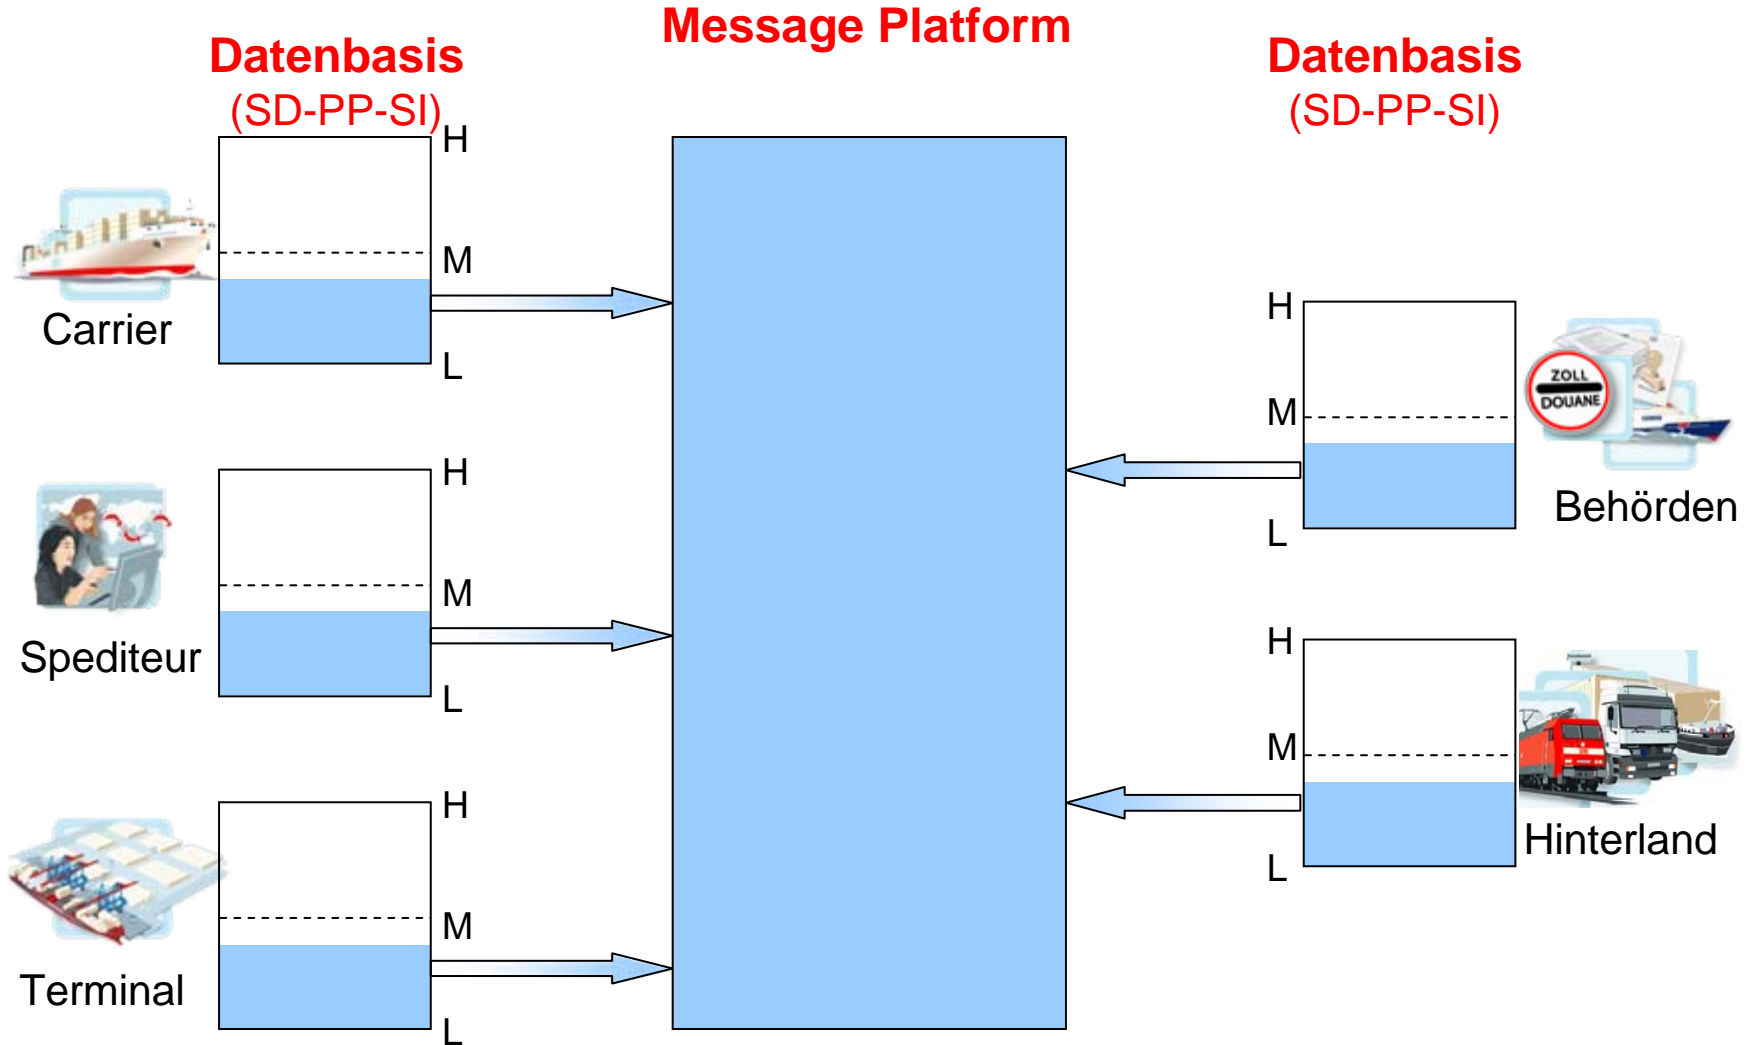 Message Platform
Datenbasis
(SD-PP-SI)
H
M
L
Carrier
H
M
L
Spediteur
H
M
L
Terminal
Datenbasis
(SD-PP-SI)
H
M
L
ZOLL
DOUANE
Behörden
H
M
L
Hinterland